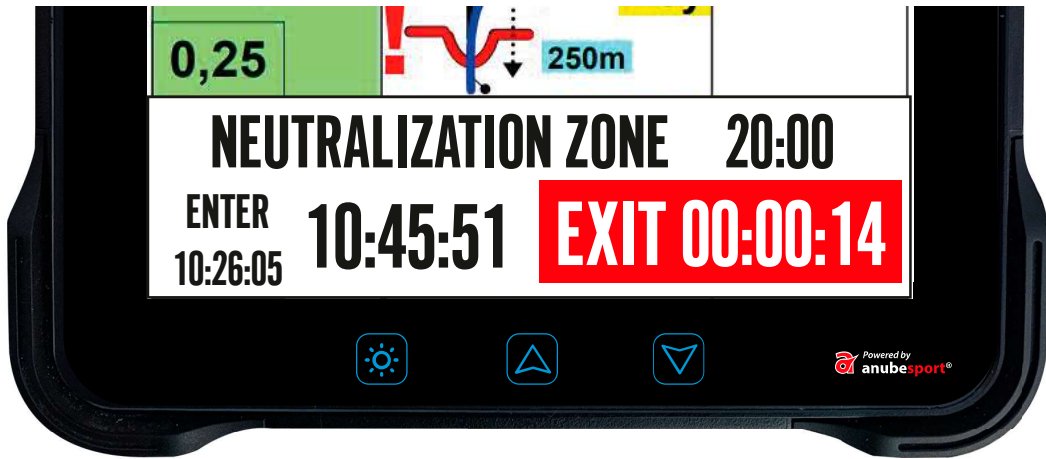 0,25
!
250m
NEUTRALIZATION ZONE 20:00
ENTER
10:26:05
10:45:51
EXIT 00:00:14
Powered by
anubesport®